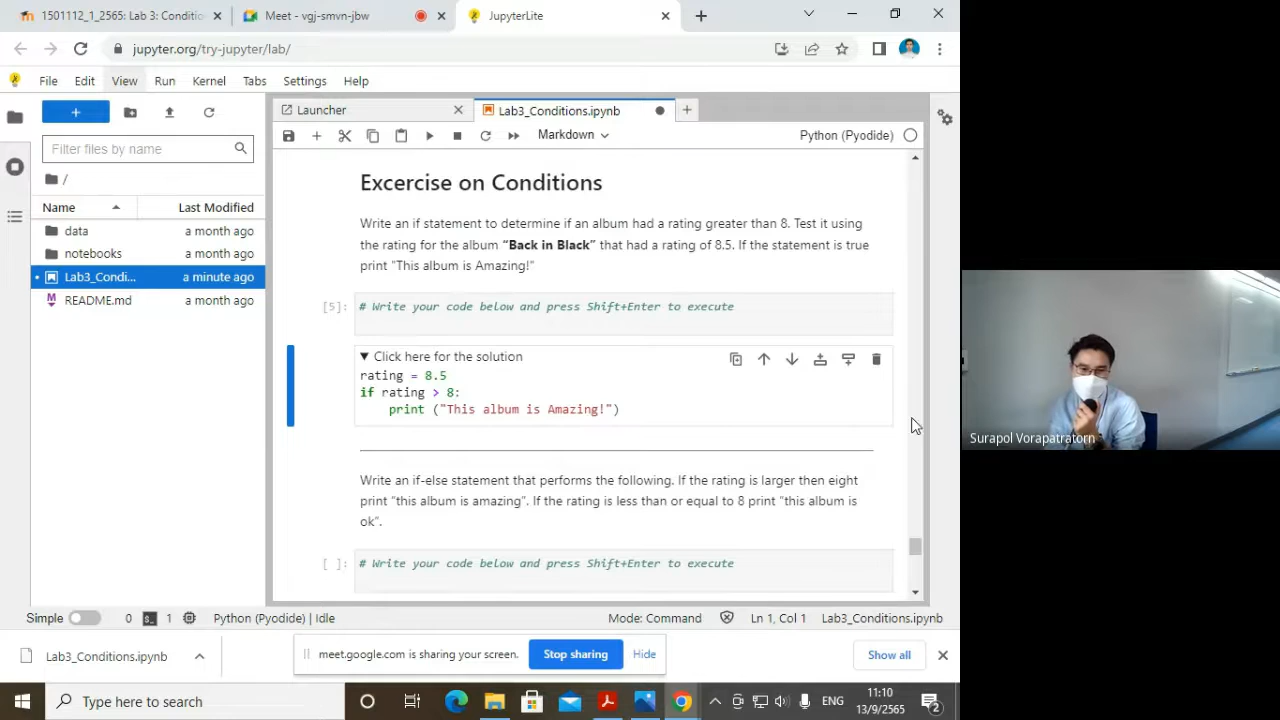 1501112_1_2565: Lab 3: Conditio
Meet - vgj-smvn-jbw
JupyterLite
jupyter.org/try-jupyter/lab/
File Edit View Run Kernel Tabs Settings Help
Launcher
Lab3_Conditions.ipynb
Markdown
Python (Pyodide)
Filter files by name
/
Name Last Modified
data a month ago
notebooks a month ago
Lab3_Condi... a minute ago
README.md a month ago
Excercise on Conditions
Write an if statement to determine if an album had a rating greater than 8. Test it using
the rating for the album “Back in Black” that had a rating of 8.5. If the statement is true
print "This album is Amazing!"
[5]: # Write your code below and press Shift+Enter to execute
Click here for the solution
rating = 8.5
if rating > 8:
print ("This album is Amazing!")
Write an if-else statement that performs the following. If the rating is larger then eight
print “this album is amazing”. If the rating is less than or equal to 8 print “this album is
ok”.
[ ]: # Write your code below and press Shift+Enter to execute
Surapol Vorapatratorn
Simple 0 1 Python (Pyodide) | Idle Mode: Command Ln 1, Col 1 Lab3_Conditions.ipynb
Lab3_Conditions.ipynb
meet.google.com is sharing your screen. Stop sharing Hide
Show all
Type here to search
ENG
11:10
13/9/2565
2